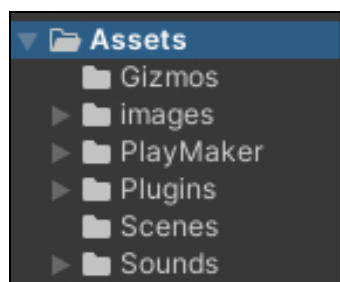 Assets
Gizmos
images
PlayMaker
Plugins
Scenes
Sounds